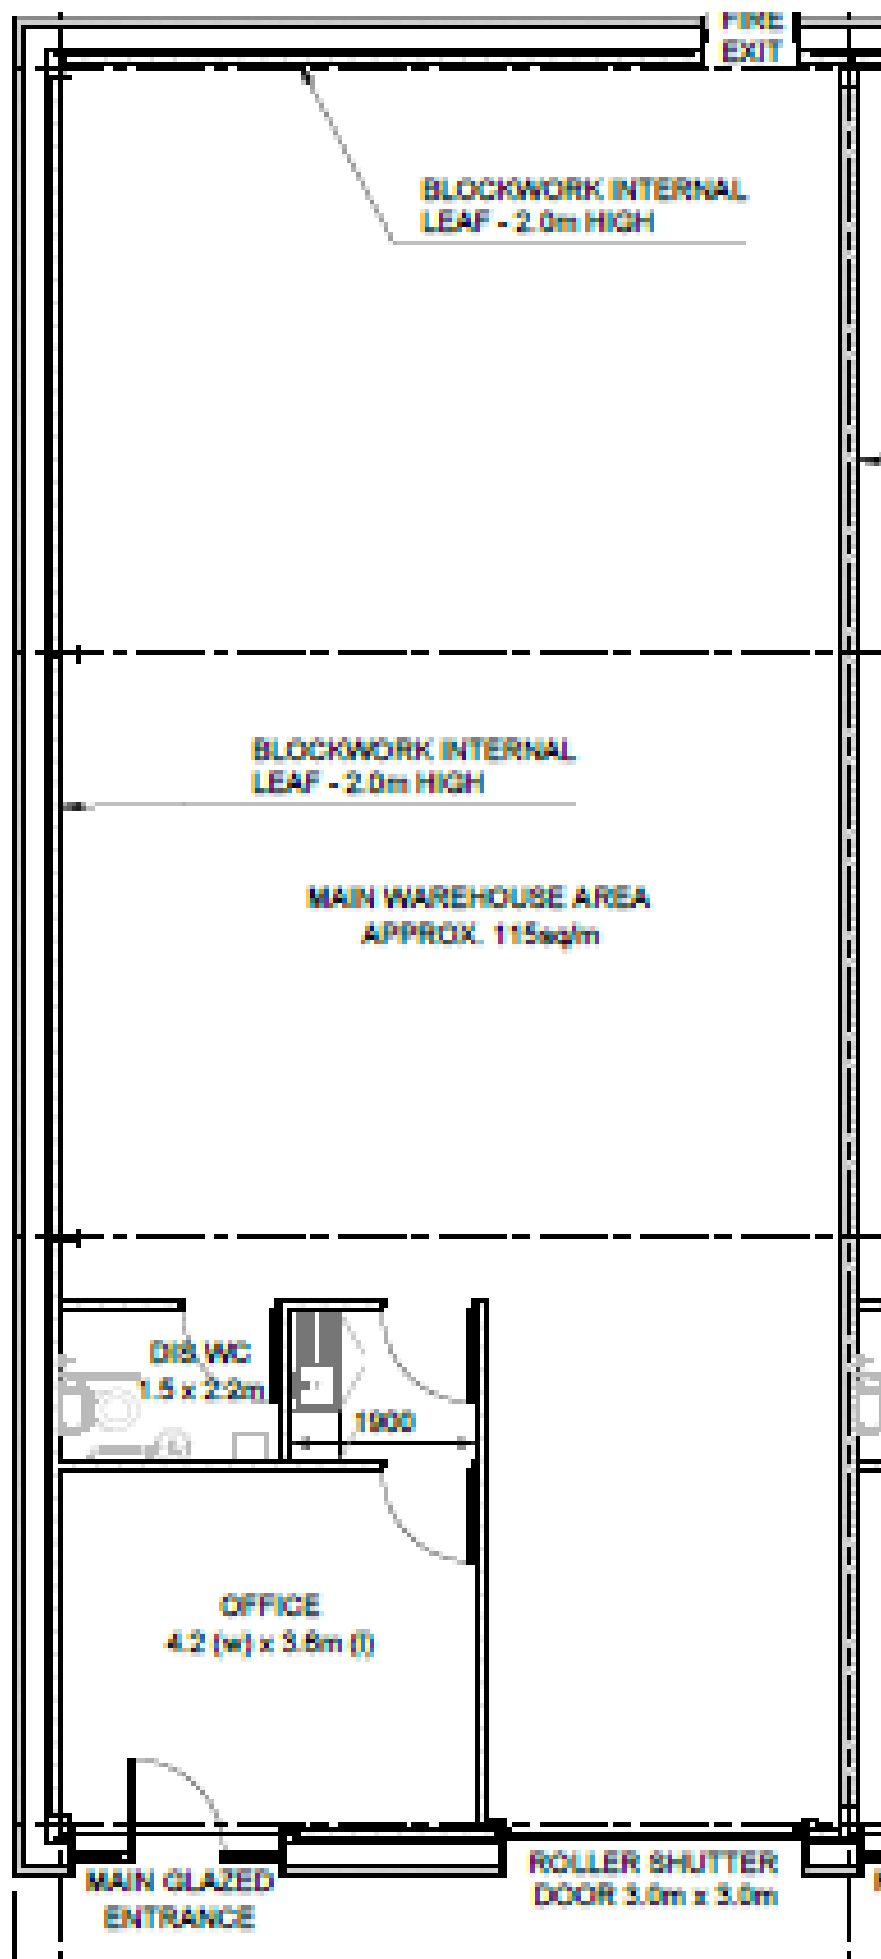 FIRE
EXIT
BLOCKWORK INTERNAL
LEAF - 2.0m HIGH
BLOCKWORK INTERNAL
LEAF - 2.0m HIGH
MAIN WAREHOUSE AREA
APPROX. 115sq/m
DIS.WC
1.5 x 2.2m
1900
OFFICE
4.2 (w) x 3.6m (l)
ROLLER SHUTTER
DOOR 3.0m x 3.0m
MAIN GLAZED
ENTRANCE